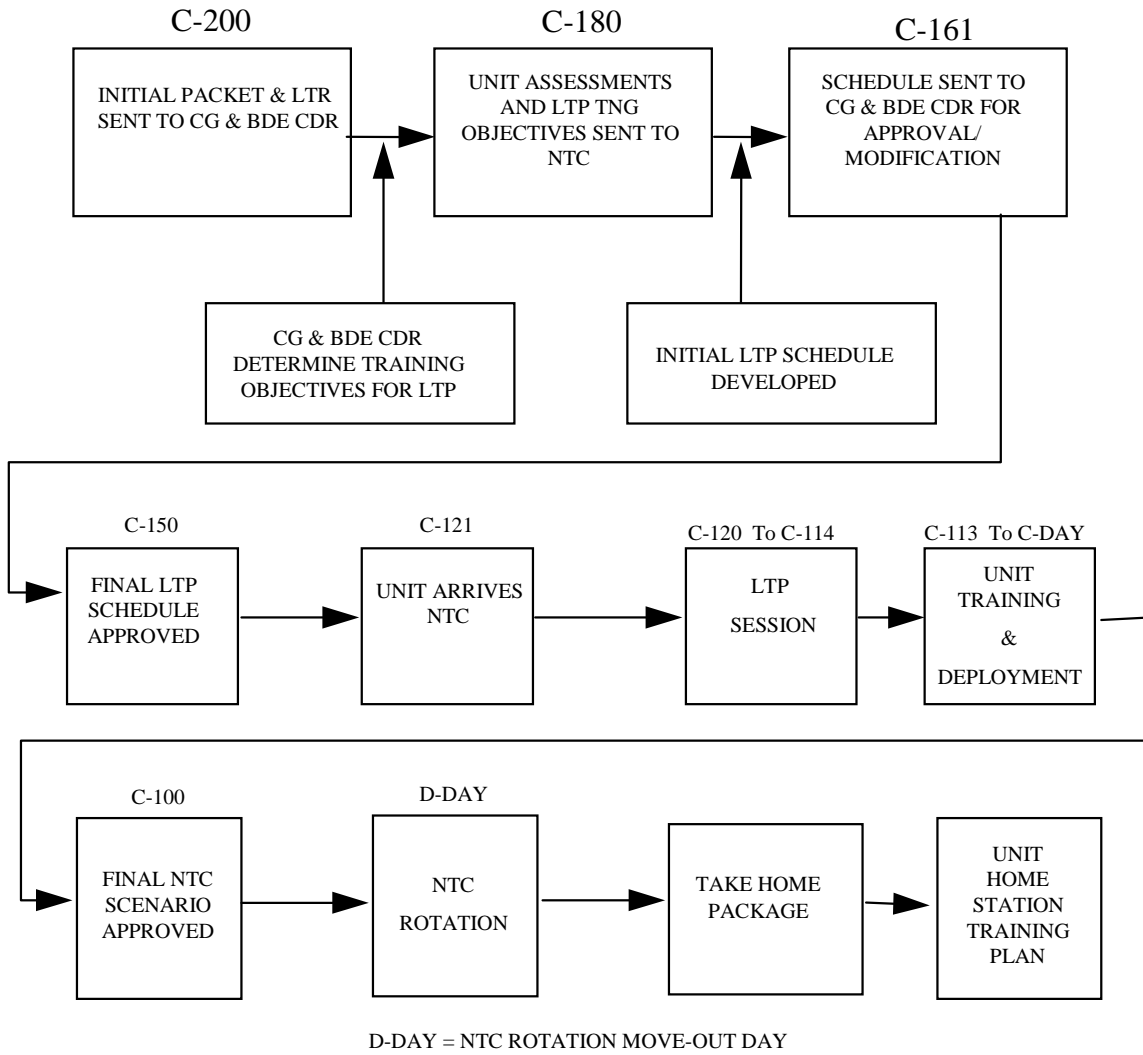 C-200
INITIAL PACKET & LTR
SENT TO CG & BDE CDR
C-180
UNIT ASSESSMENTS
AND LTP TNG
OBJECTIVES SENT TO
NTC
C-161
SCHEDULE SENT TO
CG & BDE CDR FOR
APPROVAL/
MODIFICATION
CG & BDE CDR
DETERMINE TRAINING
OBJECTIVES FOR LTP
INITIAL LTP SCHEDULE
DEVELOPED
C-150
FINAL LTP
SCHEDULE
APPROVED
C-121
UNIT ARRIVES
NTC
C-120 To C-114
LTP
SESSION
C-113 To C-DAY
UNIT
TRAINING
&
DEPLOYMENT
C-100
FINAL NTC
SCENARIO
APPROVED
D-DAY
NTC
ROTATION
TAKE HOME
PACKAGE
UNIT
HOME
STATION
TRAINING
PLAN
D-DAY = NTC ROTATION MOVE-OUT DAY